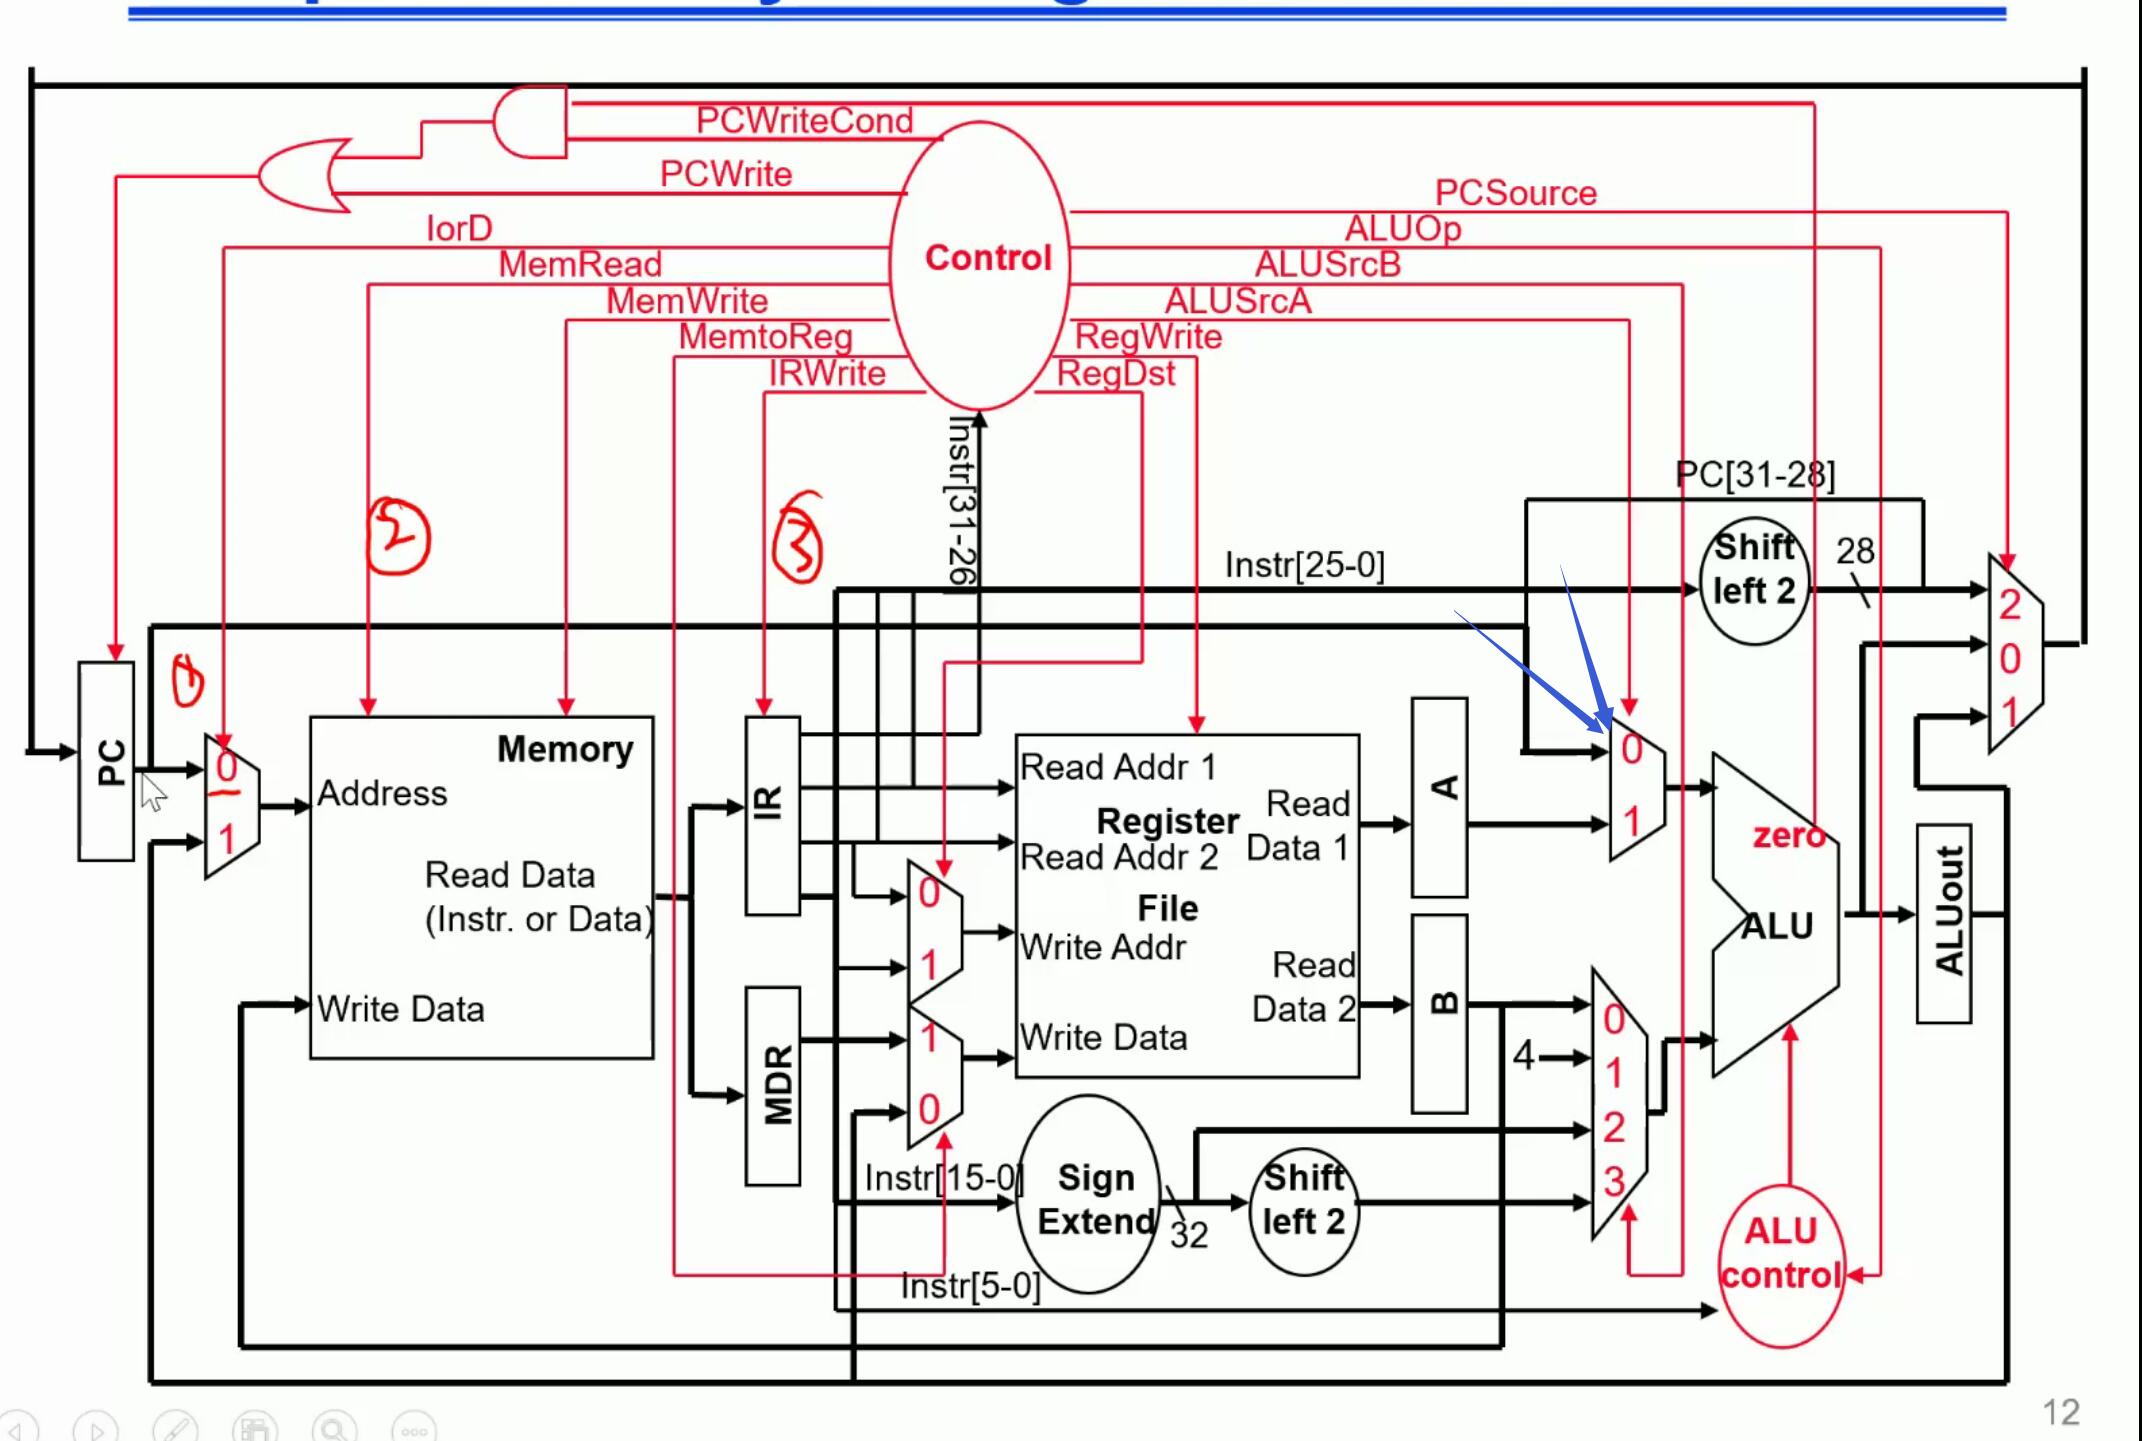 PCWriteCond
PCWrite
PCSource
IorD
ALUOp
Control
MemRead
ALUSrcB
MemWrite
ALUSrcA
MemtoReg
RegWrite
IRWrite
RegDst
Instr[31-26]
PC[31-28]
2
3
Instr[25-0]
Shift
left 2
28
2
0
1
1
PC
0
1
Memory
Address
Read Data
(Instr. or Data)
Write Data
IR
MDR
0
1
1
0
Read Addr 1
Register
Read Addr 2
File
Write Addr
Write Data
Read
Data 1
Read
Data 2
A
B
0
1
zero
ALU
ALUout
0
4
1
2
3
Instr[15-0]
Sign
Extend
32
Shift
left 2
Instr[5-0]
ALU
control
12